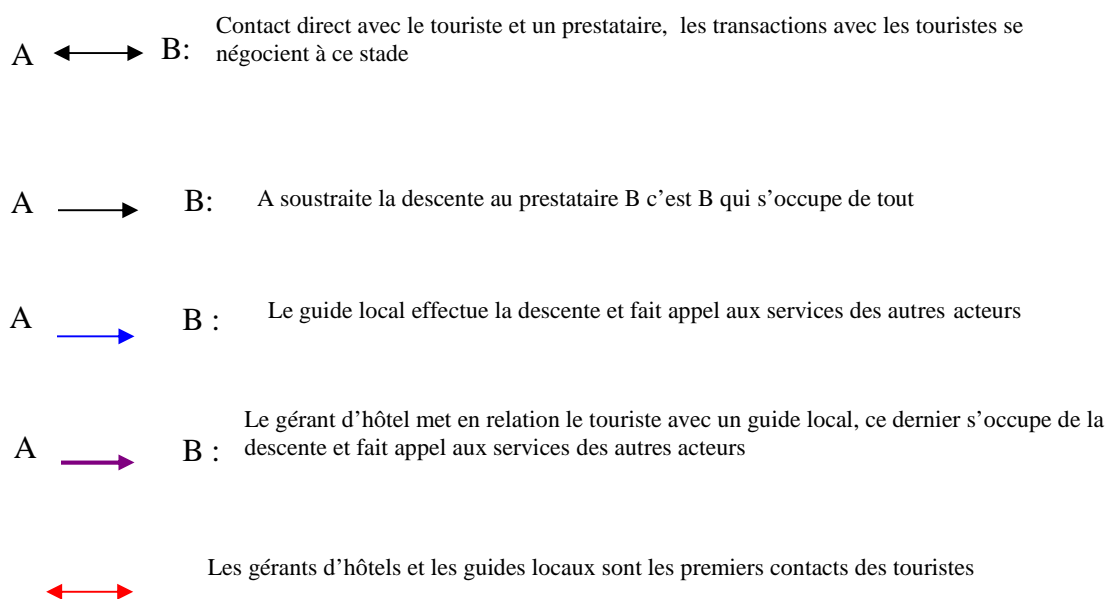 Contact direct avec le touriste et un prestataire, les transactions avec les touristes se
A B: négocient à ce stade
A B: A soustraite la descente au prestataire B c’est B qui s’occupe de tout
A B : Le guide local effectue la descente et fait appel aux services des autres acteurs
Le gérant d’hôtel met en relation le touriste avec un guide local, ce dernier s’occupe de la
A B : descente et fait appel aux services des autres acteurs
Les gérants d’hôtels et les guides locaux sont les premiers contacts des touristes